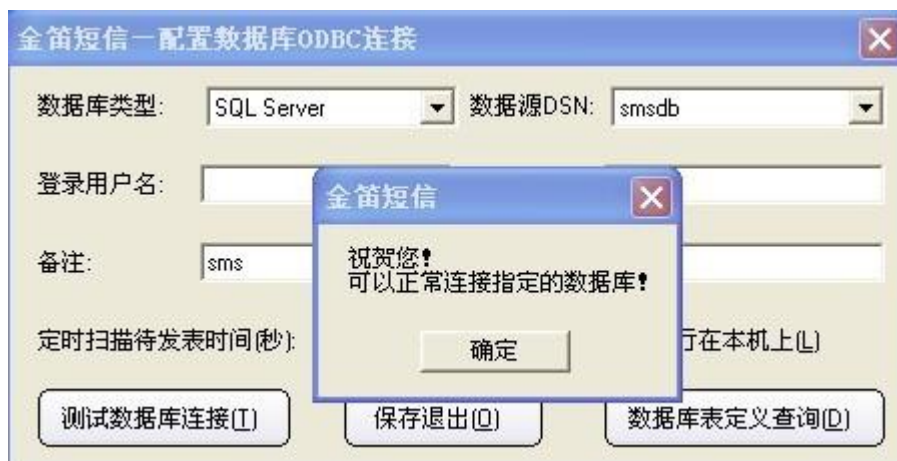 金笛短信—配置数据库ODBC连接
数据库类型: SQL Server 数据源DSN: smsdb
登录用户名:
金笛短信
备注: sms
祝贺您!
可以正常连接指定的数据库!
定时扫描待发表时间(秒): 行在本机上(L)
确定
测试数据库连接(T) 保存退出(O) 数据库表定义查询(D)